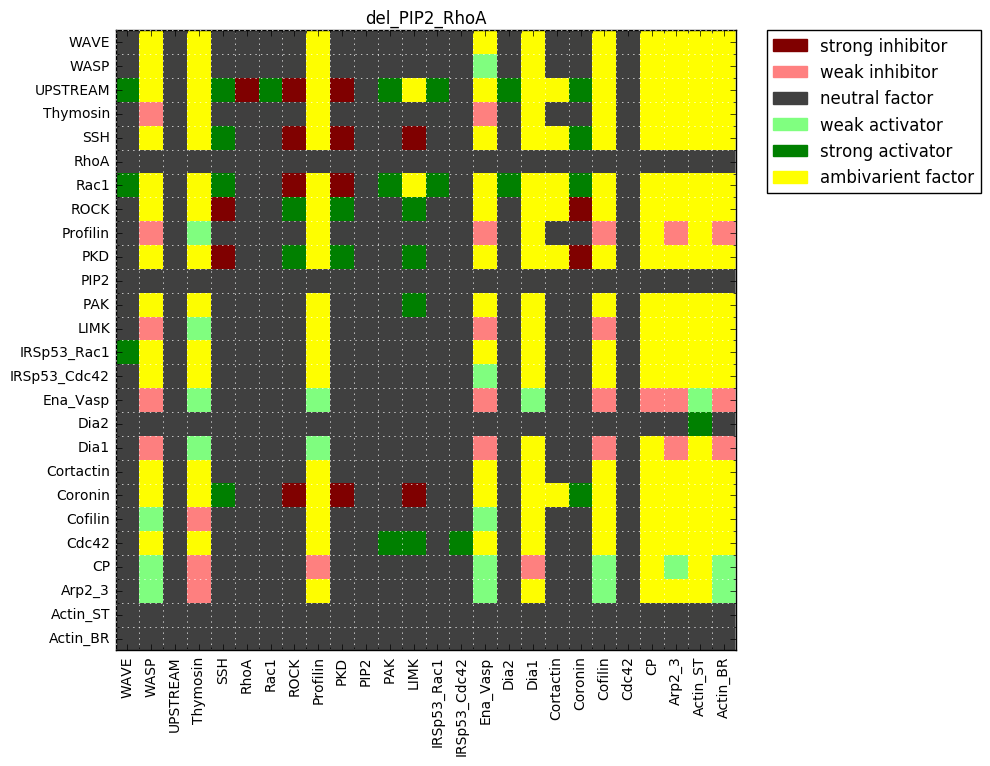 del_PIP2_RhoA
WAVE
WASP
UPSTREAM
Thymosin
SSH
RhoA
Rac1
ROCK
Profilin
PKD
PIP2
PAK
LIMK
IRSp53_Rac1
IRSp53_Cdc42
Ena_Vasp
Dia2
Dia1
Cortactin
Coronin
Cofilin
Cdc42
CP
Arp2_3
Actin_ST
Actin_BR
WAVE
WASP
UPSTREAM
Thymosin
SSH
RhoA
Rac1
ROCK
Profilin
PKD
PIP2
PAK
LIMK
IRSp53_Rac1
IRSp53_Cdc42
Ena_Vasp
Dia2
Dia1
Cortactin
Coronin
Cofilin
Cdc42
CP
Arp2_3
Actin_ST
Actin_BR
strong inhibitor
weak inhibitor
neutral factor
weak activator
strong activator
ambivarient factor